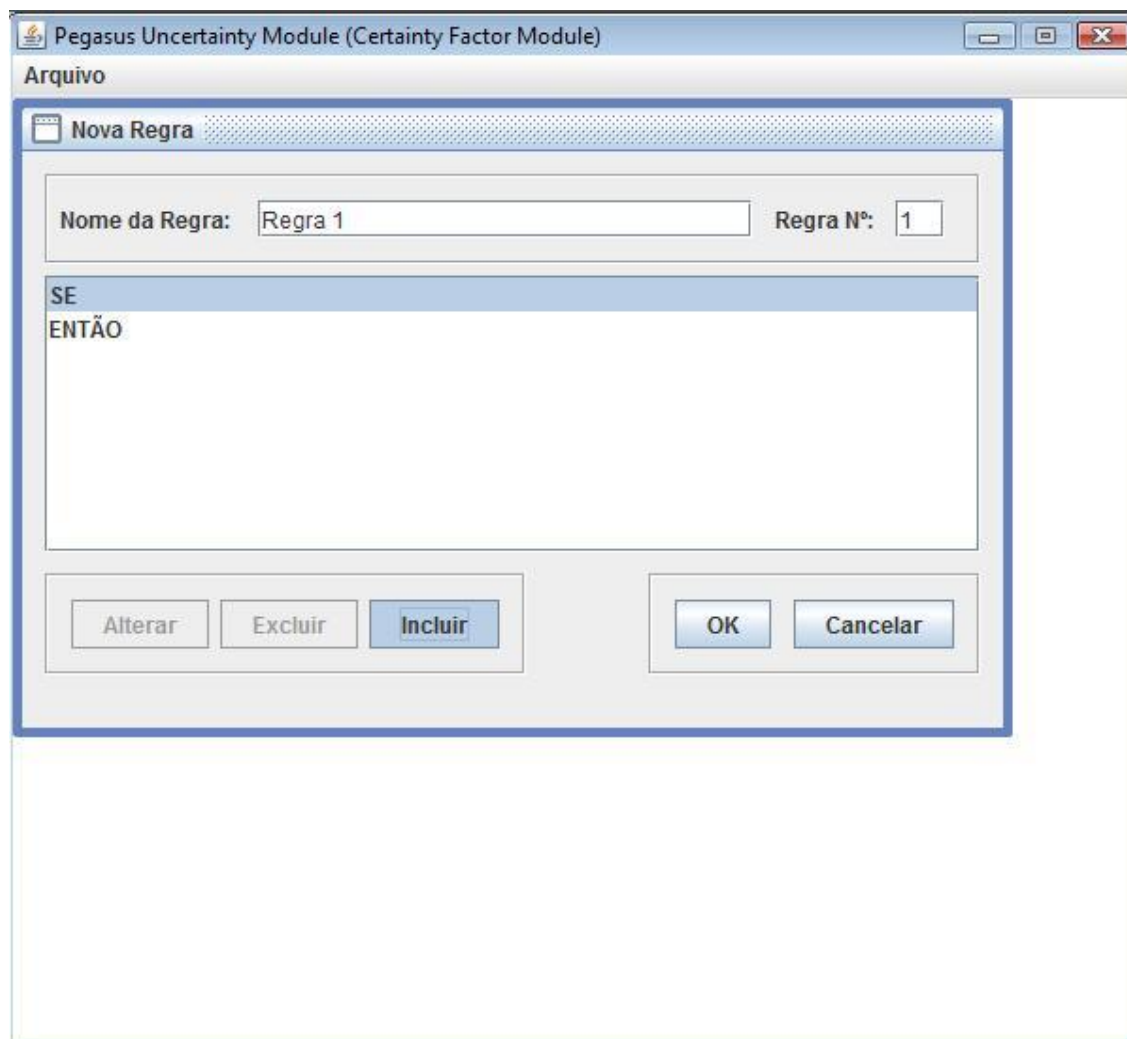 Pegasus Uncertainty Module (Certainty Factor Module)
Arquivo
Nova Regra
Nome da Regra: Regra 1 Regra Nº: 1
SE
ENTÃO
Alterar Excluir Incluir OK Cancelar